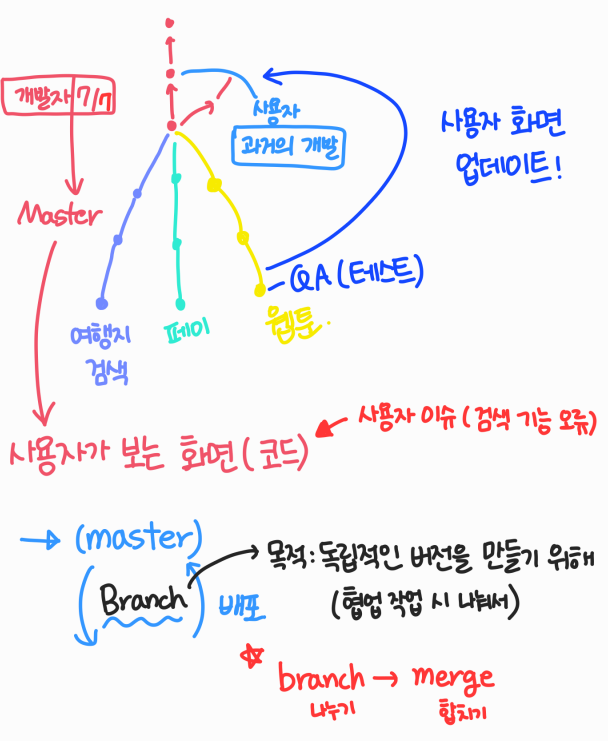 개발자 7/7
사용자
과거의 개발
사용자 화면
업데이트!
Master
QA (테스트)
여행지
검색
페이
웹툰.
사용자 이슈 (검색 기능 오류)
사용자가 보는 화면 (코드)
→ (master)
Branch
배포
목적: 독립적인 버전을 만들기 위해
(협업 작업 시 나눠서)
☆
branch → merge
나누기 합치기